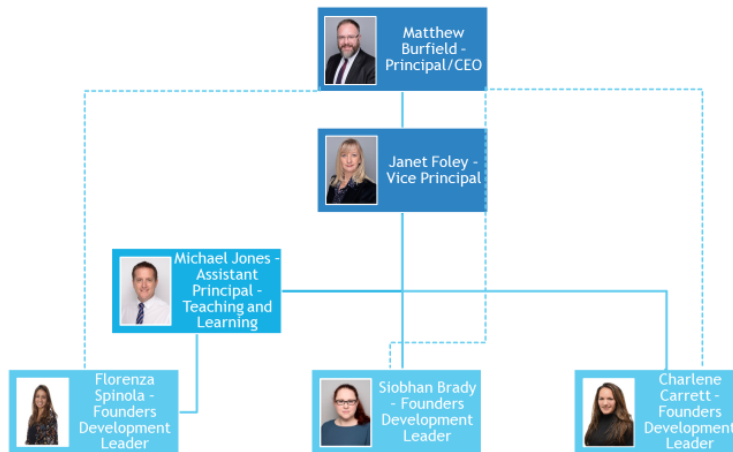 Matthew
Burfield –
Principal/CEO
Janet Foley –
Vice Principal
Michael Jones –
Assistant
Principal –
Teaching and
Learning
Florenza
Spinola –
Founders
Development
Leader
Siobhan Brady
– Founders
Development
Leader
Charlene
Carrett –
Founders
Development
Leader